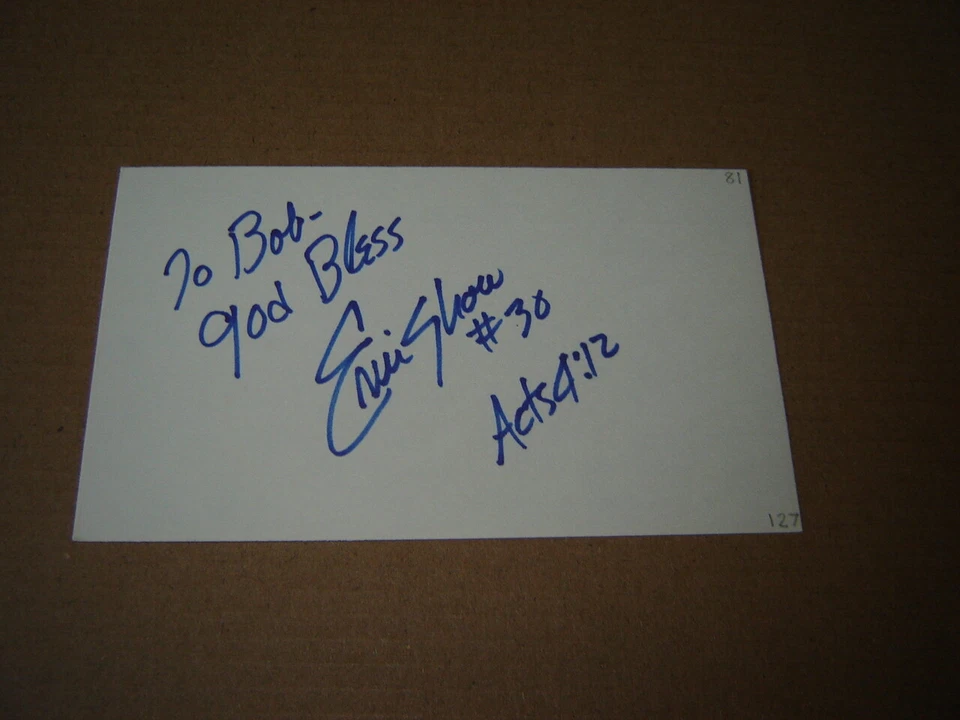 81
To Bob-
God Bless
Eric Show
#30
Acts 4:12
127